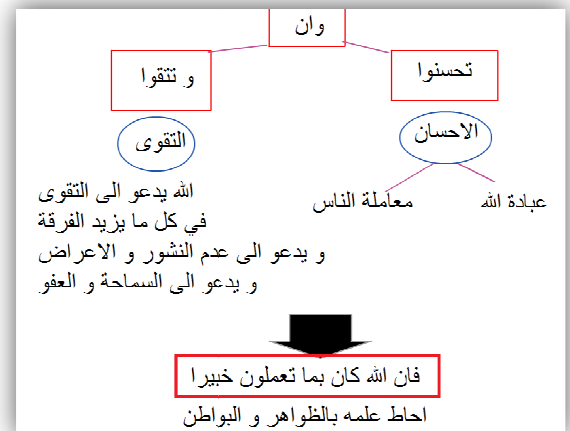 وان
تحسنوا
و تتقوا
الاحسان
التقوى
عبادة الله
معاملة الناس
الله يدعو الى التقوى
في كل ما يزيد الفرقة
و يدعو الى عدم النشور و الاعراض
و يدعو الى السماحة و العفو
فان الله كان بما تعملون خبيرا
احاط علمه بالظواهر و البواطن